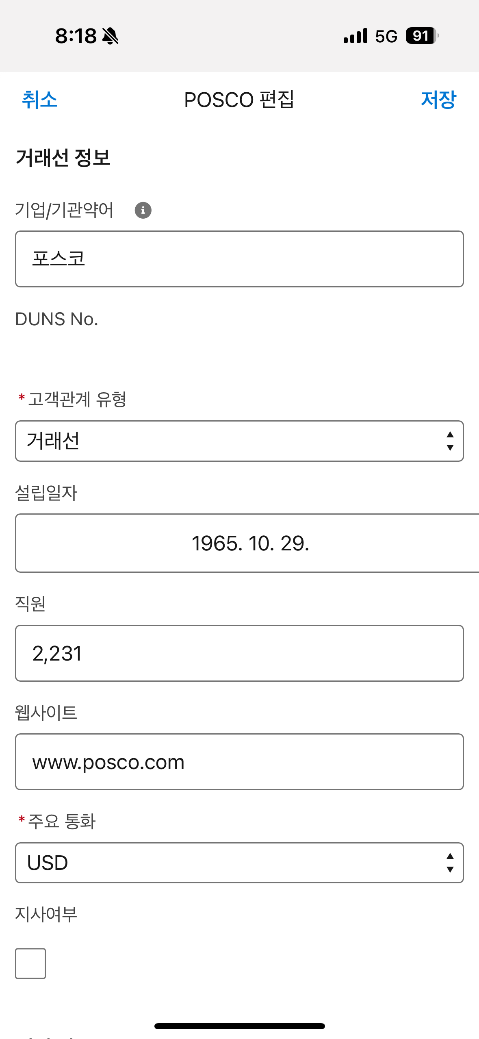 8:18
5G 91
취소 POSCO 편집 저장
거래선 정보
기업/기관약어
포스코
DUNS No.
*고객관계 유형
거래선
설립일자
1965. 10. 29.
직원
2,231
웹사이트
www.posco.com
*주요 통화
USD
지사여부